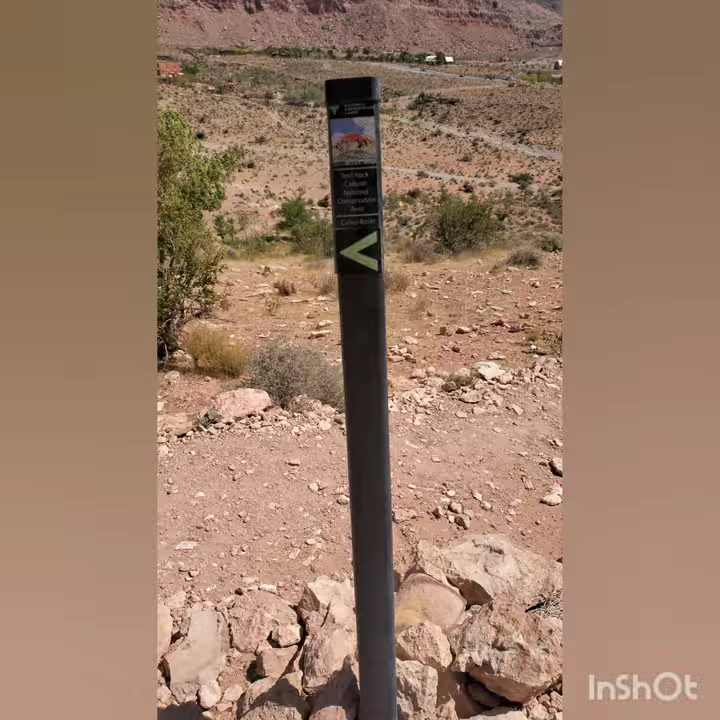 Red Rock
Canyon
National
Conservation
Area
Calico Basin
InShOt